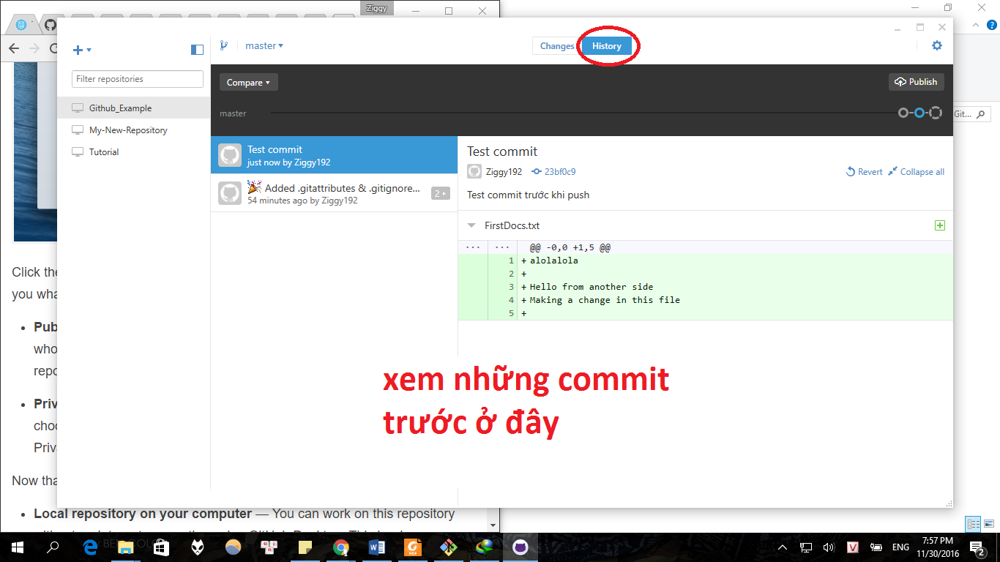 Ziggy
master
Changes
History
Filter repositories
Github_Example
My-New-Repository
Tutorial
Compare
Publish
master
Git...
Test commit
just now by Ziggy192
Added .gitattributes & .gitignore...
54 minutes ago by Ziggy192
2
Test commit
Ziggy192
23bf0c9
Revert
Collapse all
Test commit trước khi push
FirstDocs.txt
... ... @@ -0,0 +1,5 @@
1 + alolalola
2 +
3 + Hello from another side
4 + Making a change in this file
5 +
xem những commit
trước ở đây
Click the
you wha
Pub
who
repo
Priv
choo
Priva
Now tha
Local repository on your computer — You can work on this repository
ENG
7:57 PM
11/30/2016
2